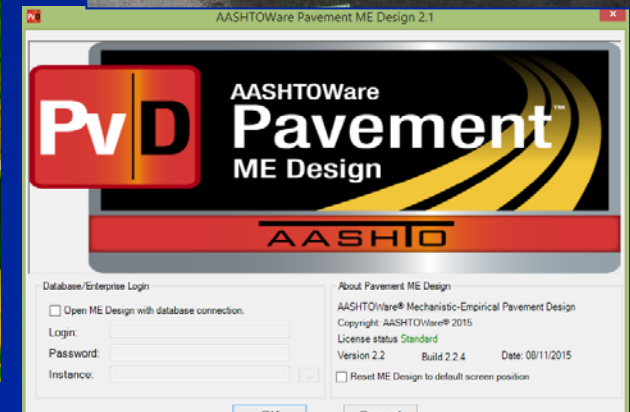 PvD AASHTOWare Pavement ME Design 2.1
PvD
AASHTOWare
Pavement™
ME Design
AASHTO
Database/Enterprise Login
Open ME Design with database connection.
Login:
Password:
Instance:
...
About Pavement ME Design
AASHTOWare® Mechanistic-Empirical Pavement Design
Copyright: AASHTOWare® 2015
License status Standard
Version 2.2 Build 2.2.4 Date: 08/11/2015
Reset ME Design to default screen position